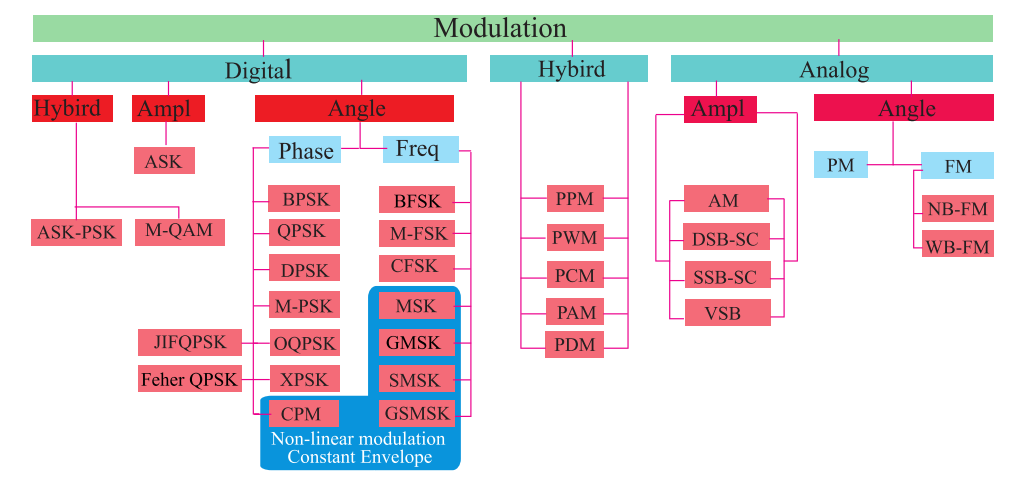 Modulation
Digital
Hybird
Analog
Hybird
Ampl
Angle
Ampl
Angle
ASK
Phase
Freq
PM
FM
BPSK
BFSK
PPM
AM
NB-FM
ASK-PSK
M-QAM
QPSK
M-FSK
PWM
DSB-SC
WB-FM
DPSK
CFSK
PCM
SSB-SC
M-PSK
MSK
PAM
VSB
JIFQPSK
OQPSK
GMSK
PDM
Feher QPSK
XPSK
SMSK
CPM
GSMSK
Non-linear modulation
Constant Envelope